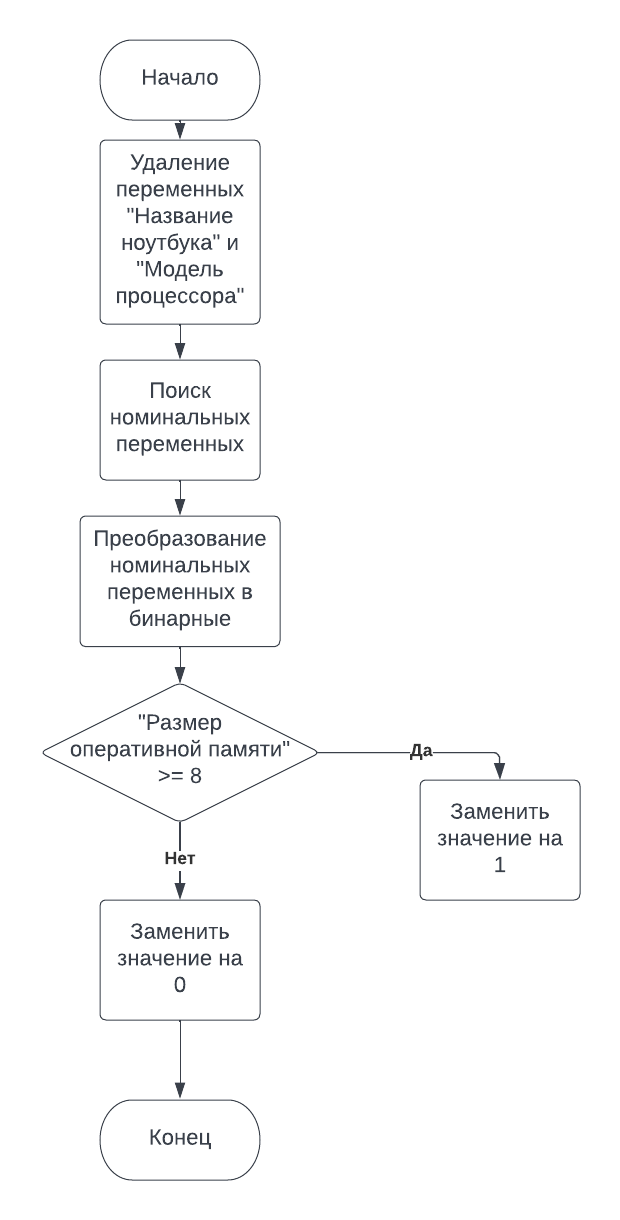 Начало
Удаление
переменных
"Название
ноутбука" и
"Модель
процессора"
Поиск
номинальных
переменных
Преобразование
номинальных
переменных в
бинарные
"Размер
оперативной памяти"
>= 8
Да
Заменить
значение на
1
Нет
Заменить
значение на
0
Конец